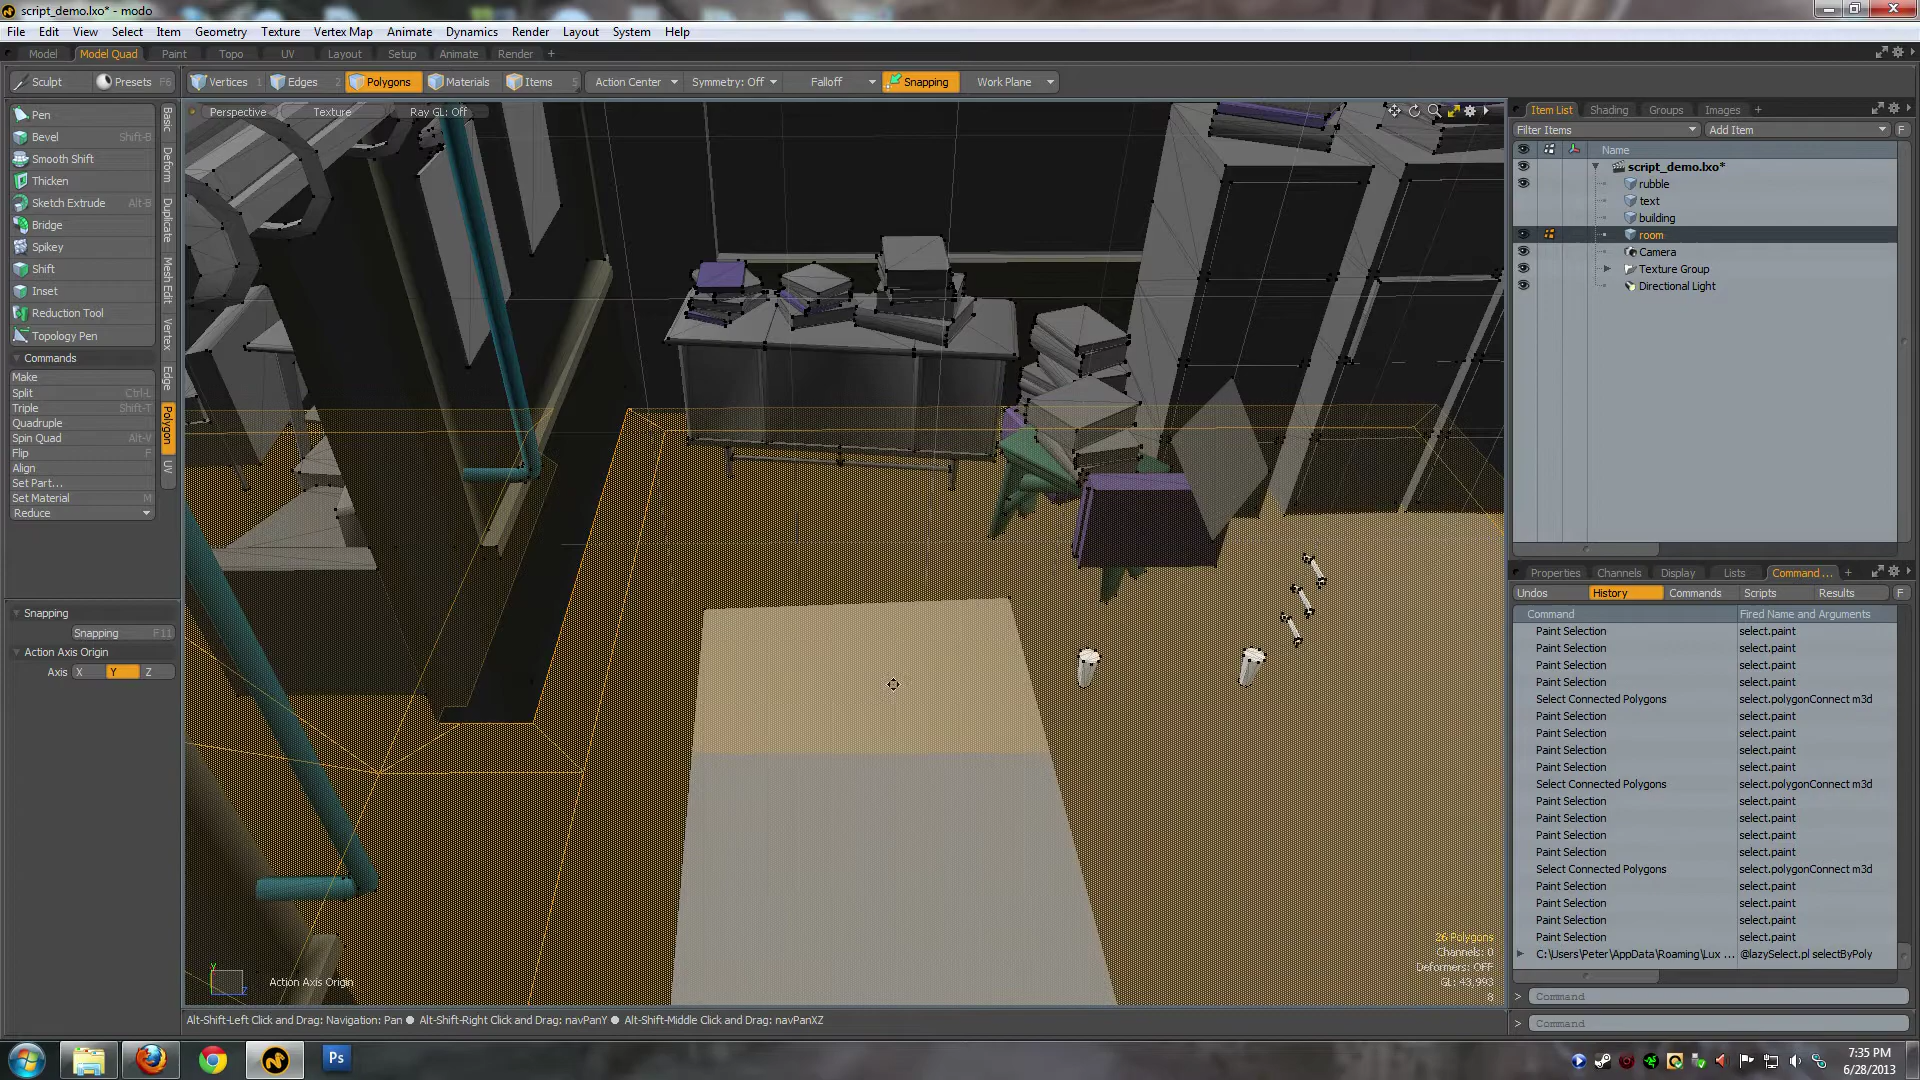 script_demo.lxo* - modo
File Edit View Select Item Geometry Texture Vertex Map Animate Dynamics Render Layout System Help
Model Model Quad Paint Topo UV Layout Setup Animate Render +
Sculpt Presets F6 Vertices 1 Edges 2 Polygons Materials Items 5 Action Center Symmetry: Off Falloff Snapping Work Plane
Perspective Texture Ray GL: Off
Pen
Bevel Shift-B
Smooth Shift
Thicken
Sketch Extrude Alt-B
Bridge
Spikey
Shift
Inset
Reduction Tool
Topology Pen
Commands
Make
Split Ctrl-L
Triple Shift-T
Quadruple
Spin Quad Alt-V
Flip F
Align
Set Part...
Set Material M
Reduce
Basic
Deform
Duplicate
Mesh Edit
Vertex
Edge
Polygon
UV
Snapping
Snapping F11
Action Axis Origin
Axis X Y Z
Item List Shading Groups Images +
Filter Items Add Item F
Name
script_demo.lxo*
rubble
text
building
room
Camera
Texture Group
Directional Light
Properties Channels Display Lists Command ... +
Undos History Commands Scripts Results F
Command Fired Name and Arguments
Paint Selection select.paint
Paint Selection select.paint
Paint Selection select.paint
Paint Selection select.paint
Select Connected Polygons select.polygonConnect m3d
Paint Selection select.paint
Paint Selection select.paint
Paint Selection select.paint
Paint Selection select.paint
Select Connected Polygons select.polygonConnect m3d
Paint Selection select.paint
Paint Selection select.paint
Paint Selection select.paint
Paint Selection select.paint
Select Connected Polygons select.polygonConnect m3d
Paint Selection select.paint
Paint Selection select.paint
Paint Selection select.paint
Paint Selection select.paint
C:\Users\Peter\AppData\Roaming\Lux ... @lazySelect.pl selectByPoly
> Command
> Command
26 Polygons
Channels: 0
Deformers: OFF
GL: 43,993
8
Y
Z
Action Axis Origin
Alt-Shift-Left Click and Drag: Navigation: Pan ● Alt-Shift-Right Click and Drag: navPanY ● Alt-Shift-Middle Click and Drag: navPanXZ
Ps
7:35 PM
6/28/2013